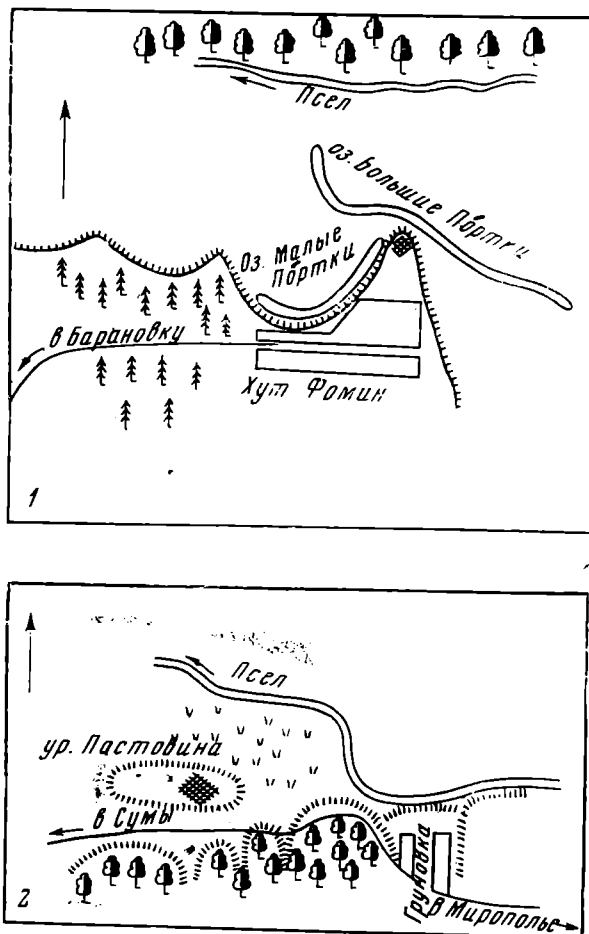 Псел
оз. Большие Портки
Оз. Малые
Портки
в Барановку
Хут Фомин
1
Псел
ур. Пастовина
в Сумы
Груновка
в Мирополье
2